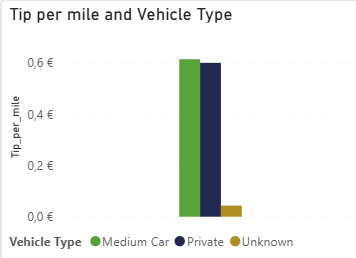 Tip per mile and Vehicle Type
0,6 €
0,4 €
0,2 €
0,0 €
Tip_per_mile
Vehicle Type Medium Car Private Unknown